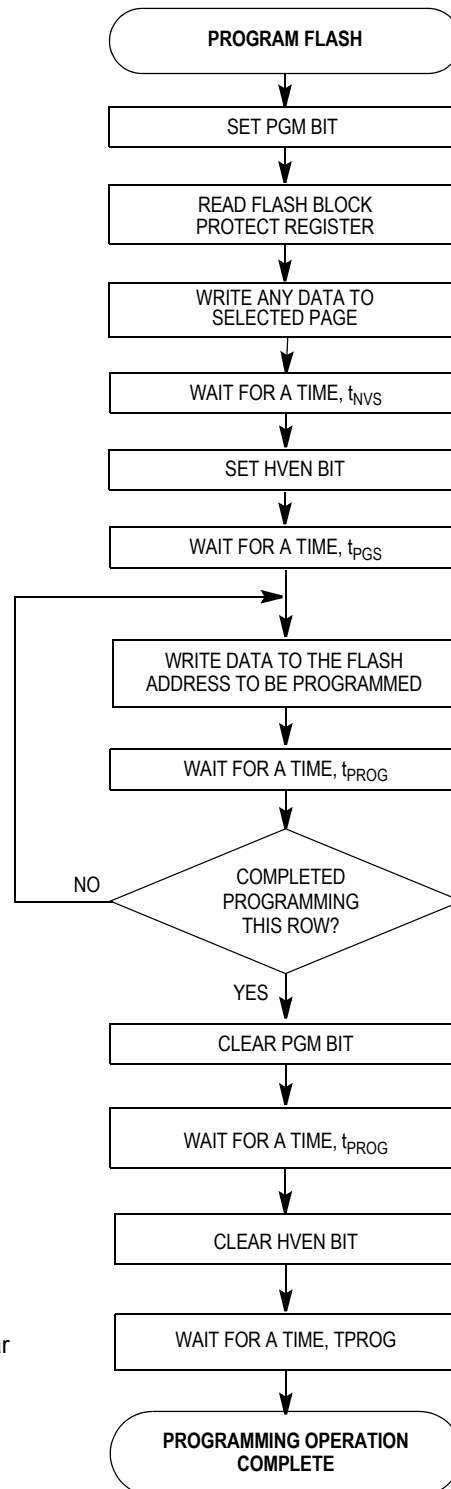 PROGRAM FLASH
SET PGM BIT
READ FLASH BLOCK
PROTECT REGISTER
WRITE ANY DATA TO
SELECTED PAGE
WAIT FOR A TIME, tNVS
SET HVEN BIT
WAIT FOR A TIME, tPGS
WRITE DATA TO THE FLASH
ADDRESS TO BE PROGRAMMED
WAIT FOR A TIME, tPROG
COMPLETED
PROGRAMMING
THIS ROW?
NO
YES
CLEAR PGM BIT
WAIT FOR A TIME, tPROG
CLEAR HVEN BIT
WAIT FOR A TIME, TPROG
PROGRAMMING OPERATION
COMPLETE